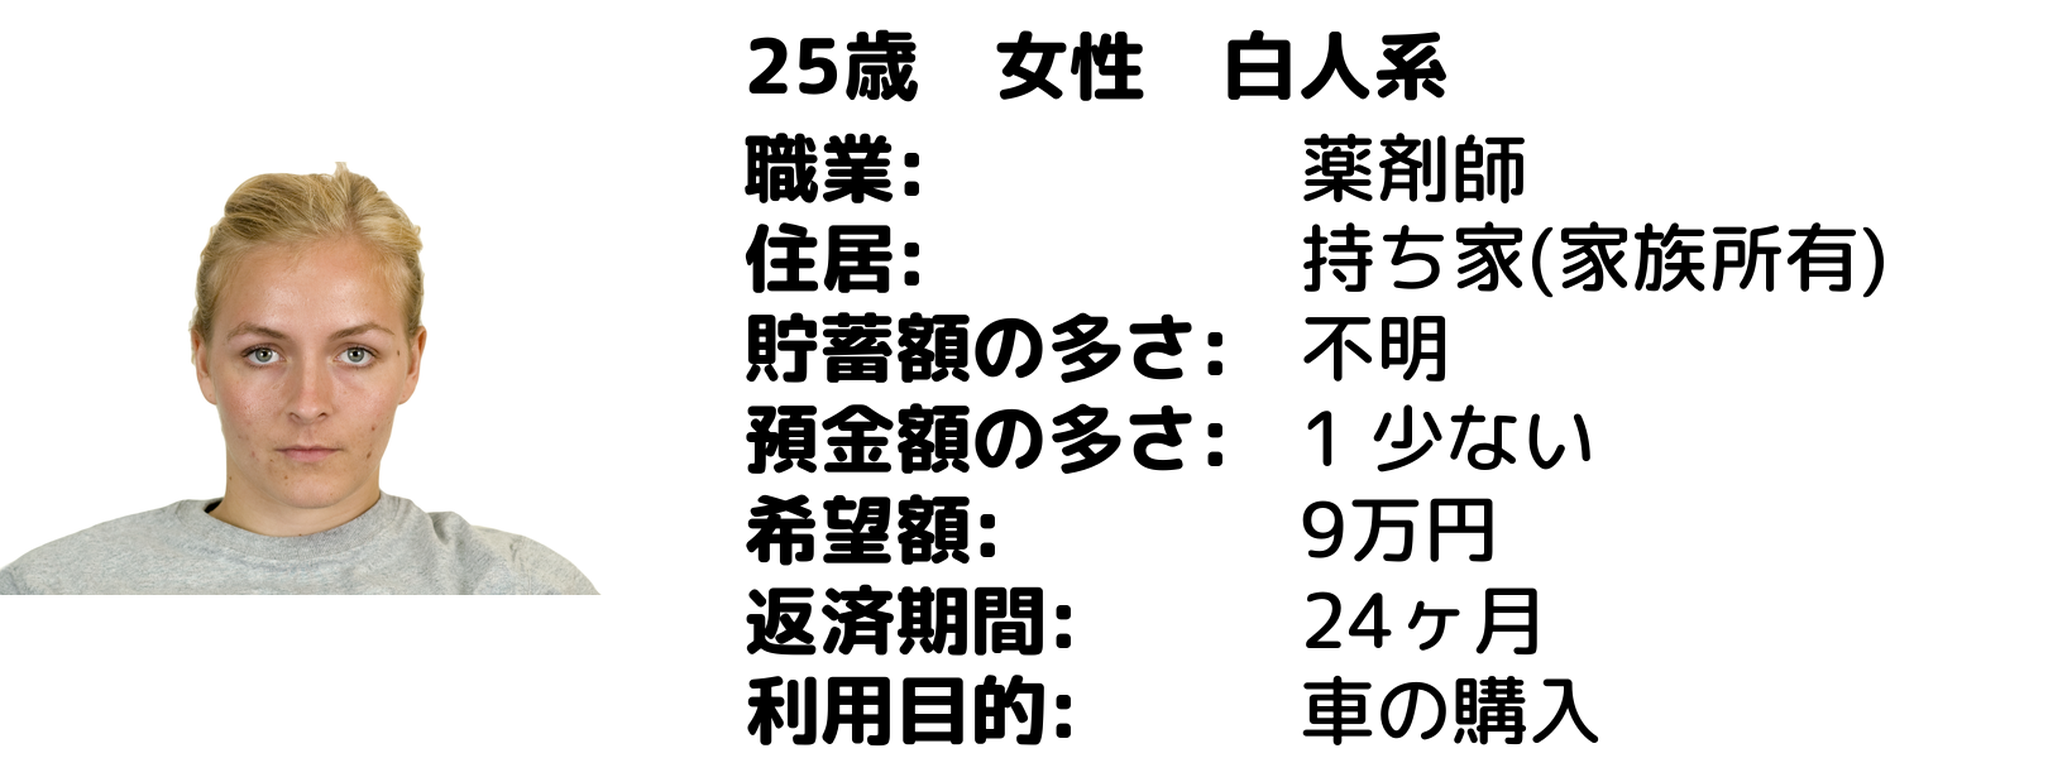 25歳　女性　白人系
職業:　薬剤師
住居:　持ち家(家族所有)
貯蓄額の多さ:　不明
預金額の多さ:　1 少ない
希望額:　9万円
返済期間:　24ヶ月
利用目的:　車の購入